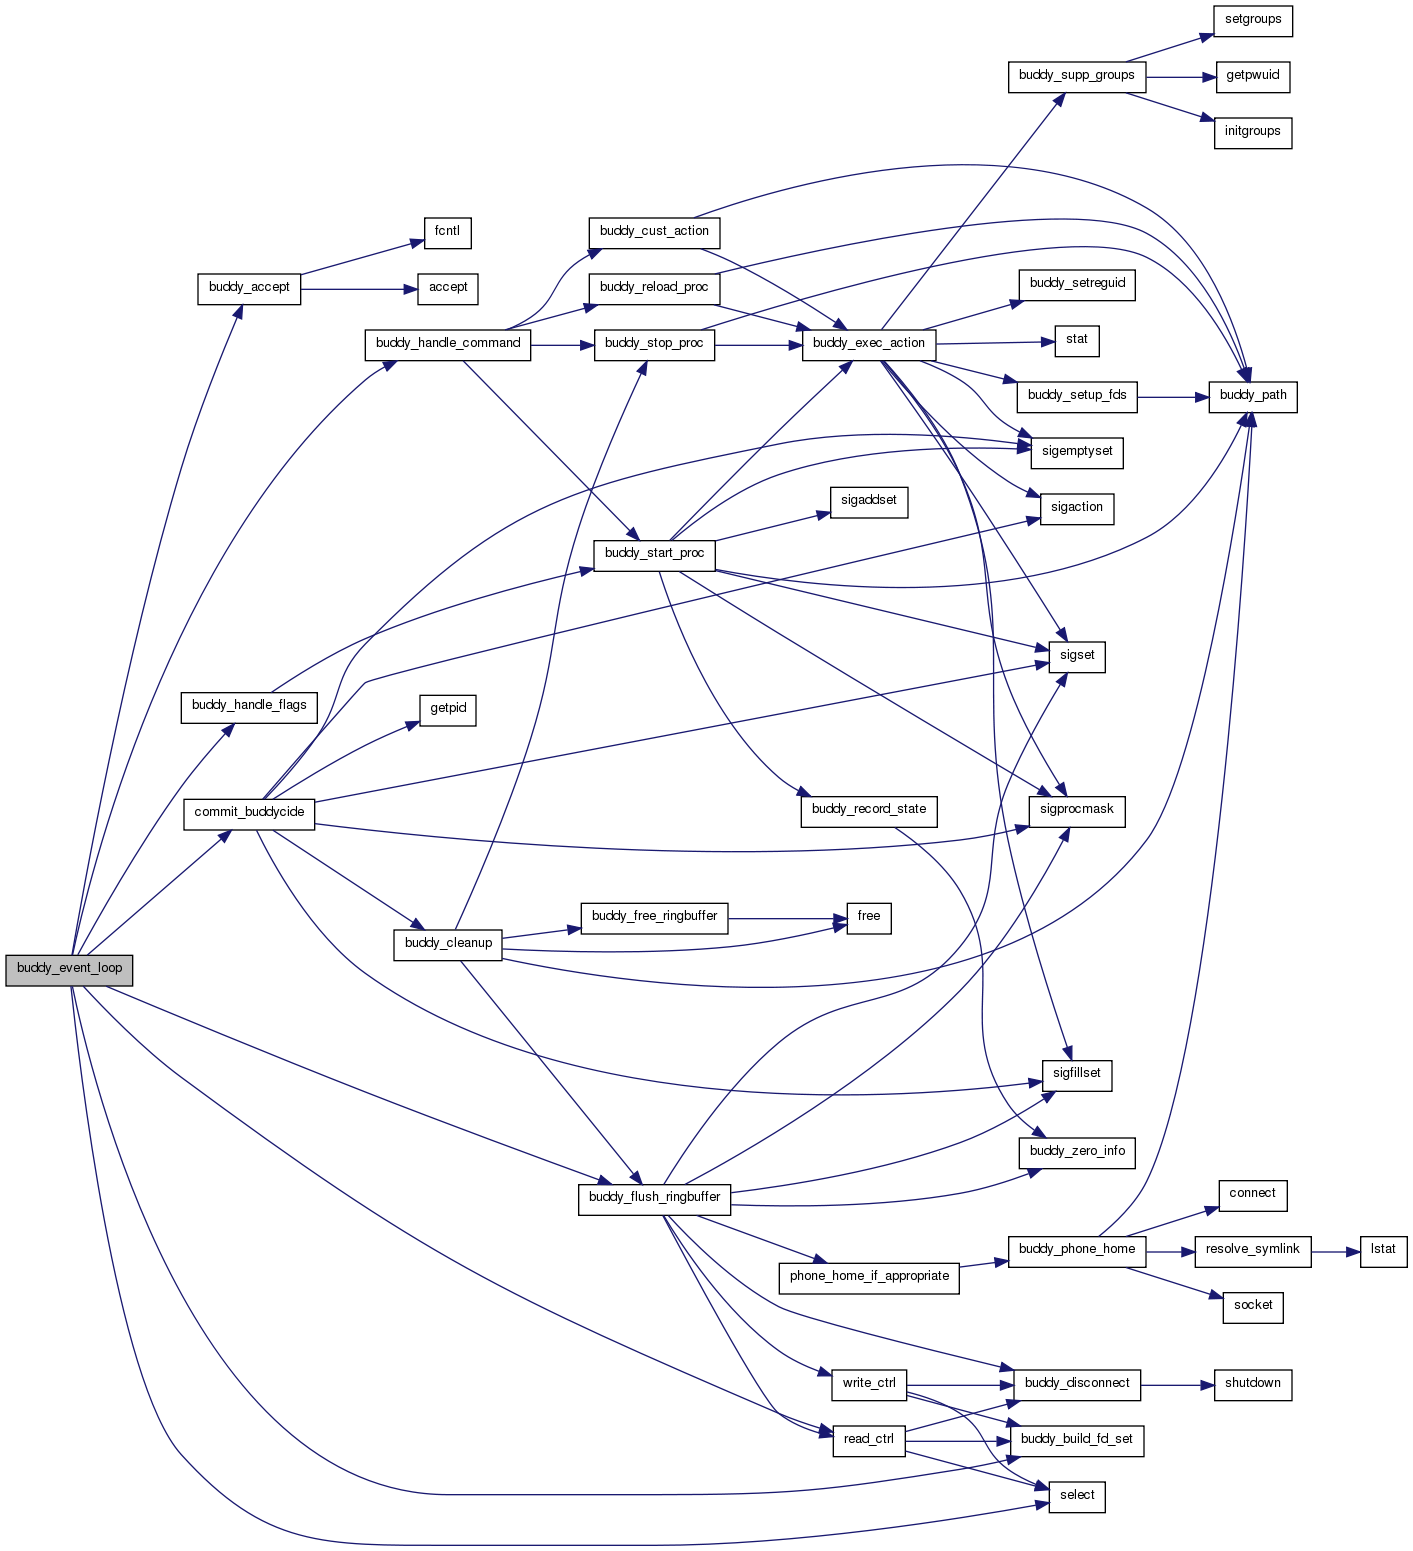 setgroups
buddy_supp_groups
getpwuid
initgroups
fcntl
buddy_cust_action
buddy_accept
accept
buddy_reload_proc
buddy_setreguid
buddy_handle_command
buddy_stop_proc
buddy_exec_action
stat
buddy_setup_fds
buddy_path
sigemptyset
sigaddset
sigaction
buddy_start_proc
sigset
buddy_handle_flags
getpid
commit_buddycide
buddy_record_state
sigprocmask
buddy_free_ringbuffer
free
buddy_cleanup
buddy_event_loop
sigfillset
buddy_zero_info
buddy_flush_ringbuffer
connect
buddy_phone_home
resolve_symlink
lstat
phone_home_if_appropriate
socket
write_ctrl
buddy_disconnect
shutdown
read_ctrl
buddy_build_fd_set
select